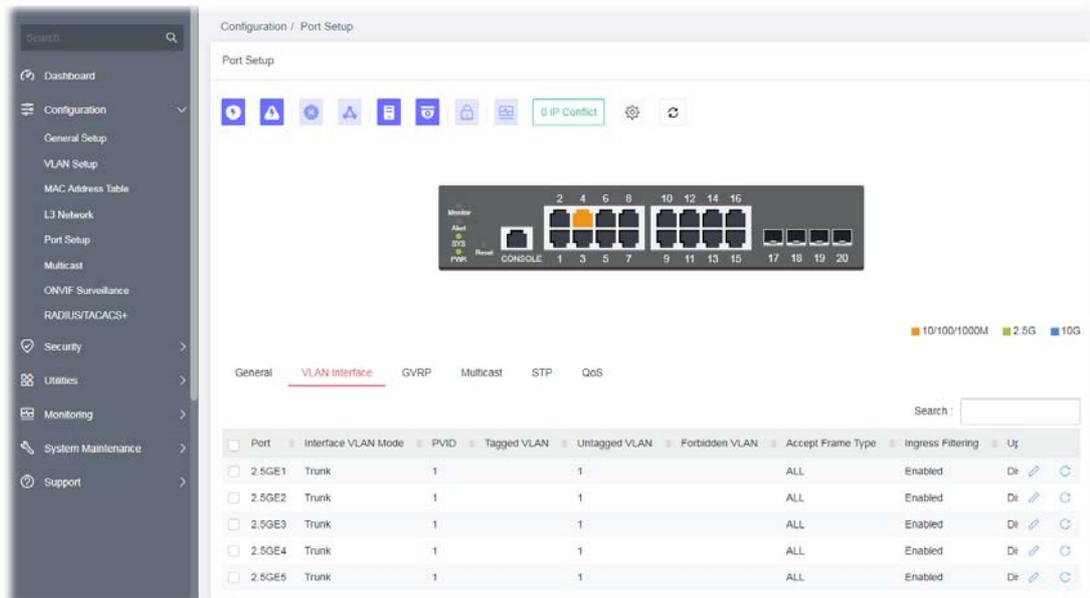 Search...
Dashboard
Configuration
General Setup
VLAN Setup
MAC Address Table
L3 Network
Port Setup
Multicast
ONVIF Surveillance
RADIUS/TACACS+
Security
Utilities
Monitoring
System Maintenance
Support
Configuration / Port Setup
Port Setup
0 IP Conflict
2 4 6 8 10 12 14 16
Monitor
Alert
SYS
PWR
Reset
CONSOLE 1 3 5 7 9 11 13 15 17 18 19 20
10/100/1000M 2.5G 10G
General VLAN Interface GVRP Multicast STP QoS
Search :
Port Interface VLAN Mode PVID Tagged VLAN Untagged VLAN Forbidden VLAN Accept Frame Type Ingress Filtering
2.5GE1 Trunk 1 1 ALL Enabled
2.5GE2 Trunk 1 1 ALL Enabled
2.5GE3 Trunk 1 1 ALL Enabled
2.5GE4 Trunk 1 1 ALL Enabled
2.5GE5 Trunk 1 1 ALL Enabled